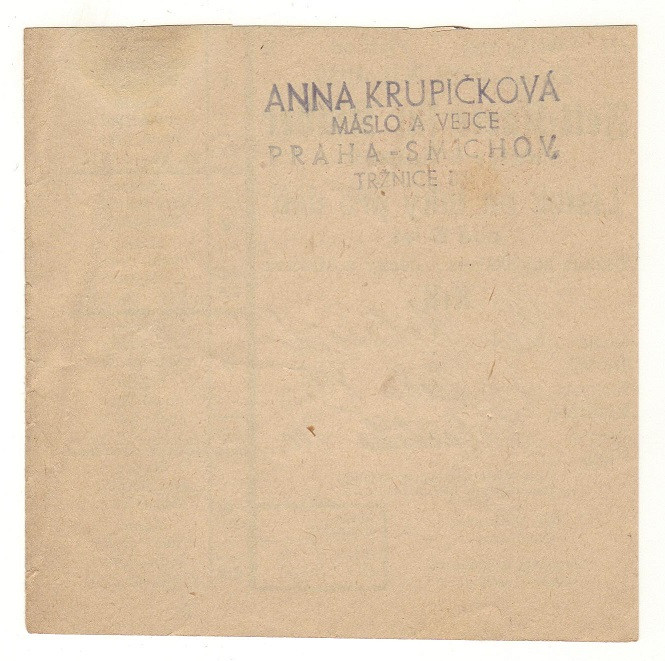 ANNA KRUPIČKOVÁ
MÁSLO A VEJCE
PRAHA-SMÍCHOV,
TRŽNICE